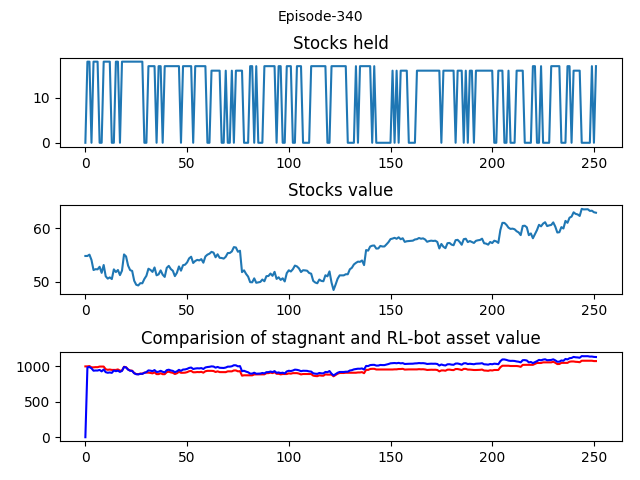 Episode-340
Stocks held
10
0
0 50 100 150 200 250
Stocks value
60
50
0 50 100 150 200 250
Comparision of stagnant and RL-bot asset value
1000
500
0
0 50 100 150 200 250